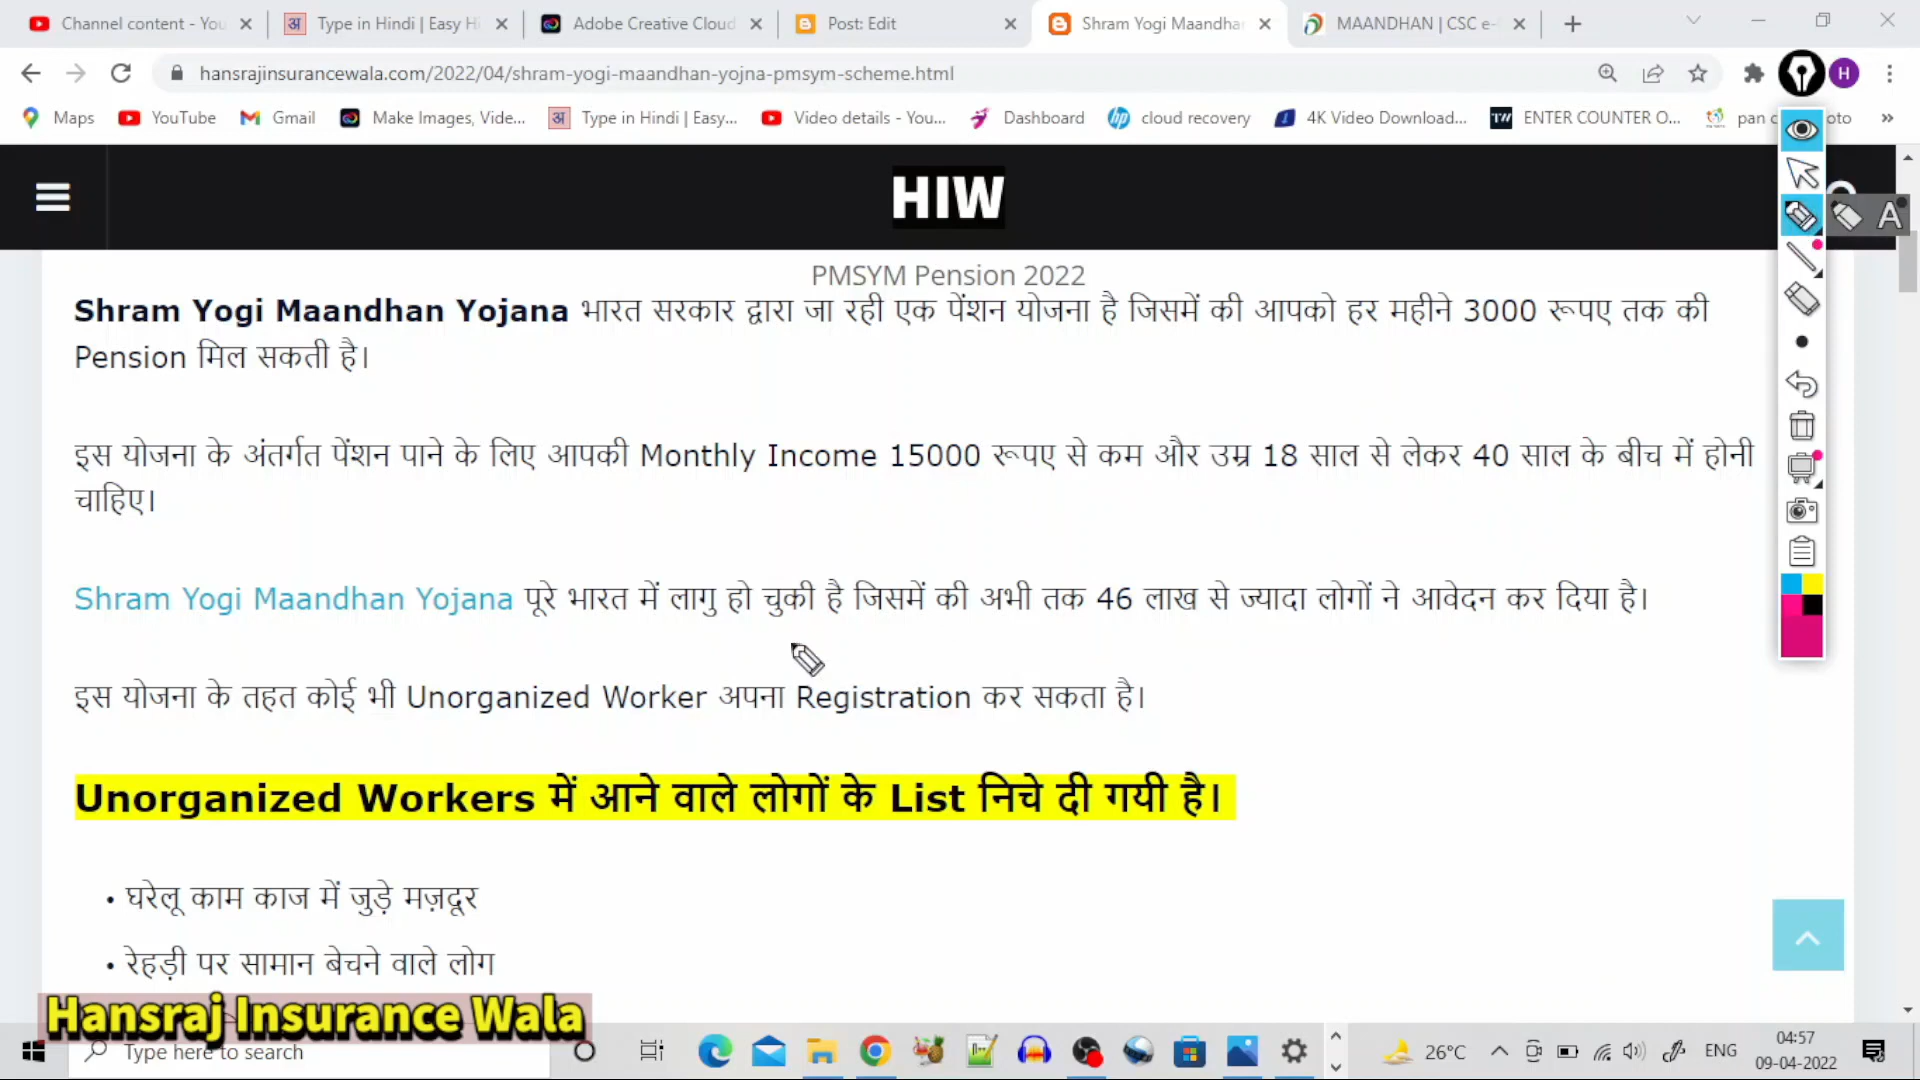 Channel content - You
Type in Hindi | Easy Hi
Adobe Creative Cloud
Post: Edit
Shram Yogi Maandha
MAANDHAN | CSC e-
hansrajinsurancewala.com/2022/04/shram-yogi-maandhan-yojna-pmsym-scheme.html
H
Maps
YouTube
Gmail
Make Images, Vide...
Type in Hindi | Easy...
Video details - You...
Dashboard
cloud recovery
4K Video Download...
ENTER COUNTER O...
pan c
oto
HIW
A
PMSYM Pension 2022
Shram Yogi Maandhan Yojana भारत सरकार द्वारा जा रही एक पेंशन योजना है जिसमें की आपको हर महीने 3000 रूपए तक की
Pension मिल सकती है।
इस योजना के अंतर्गत पेंशन पाने के लिए आपकी Monthly Income 15000 रूपए से कम और उम्र 18 साल से लेकर 40 साल के बीच में होनी
चाहिए।
Shram Yogi Maandhan Yojana पूरे भारत में लागु हो चुकी है जिसमें की अभी तक 46 लाख से ज्यादा लोगों ने आवेदन कर दिया है।
इस योजना के तहत कोई भी Unorganized Worker अपना Registration कर सकता है।
Unorganized Workers में आने वाले लोगों के List निचे दी गयी है।
• घरेलू काम काज में जुड़े मज़दूर
• रेहड़ी पर सामान बेचने वाले लोग
Hansraj Insurance Wala
Type here to search
26°C
ENG
04:57
09-04-2022